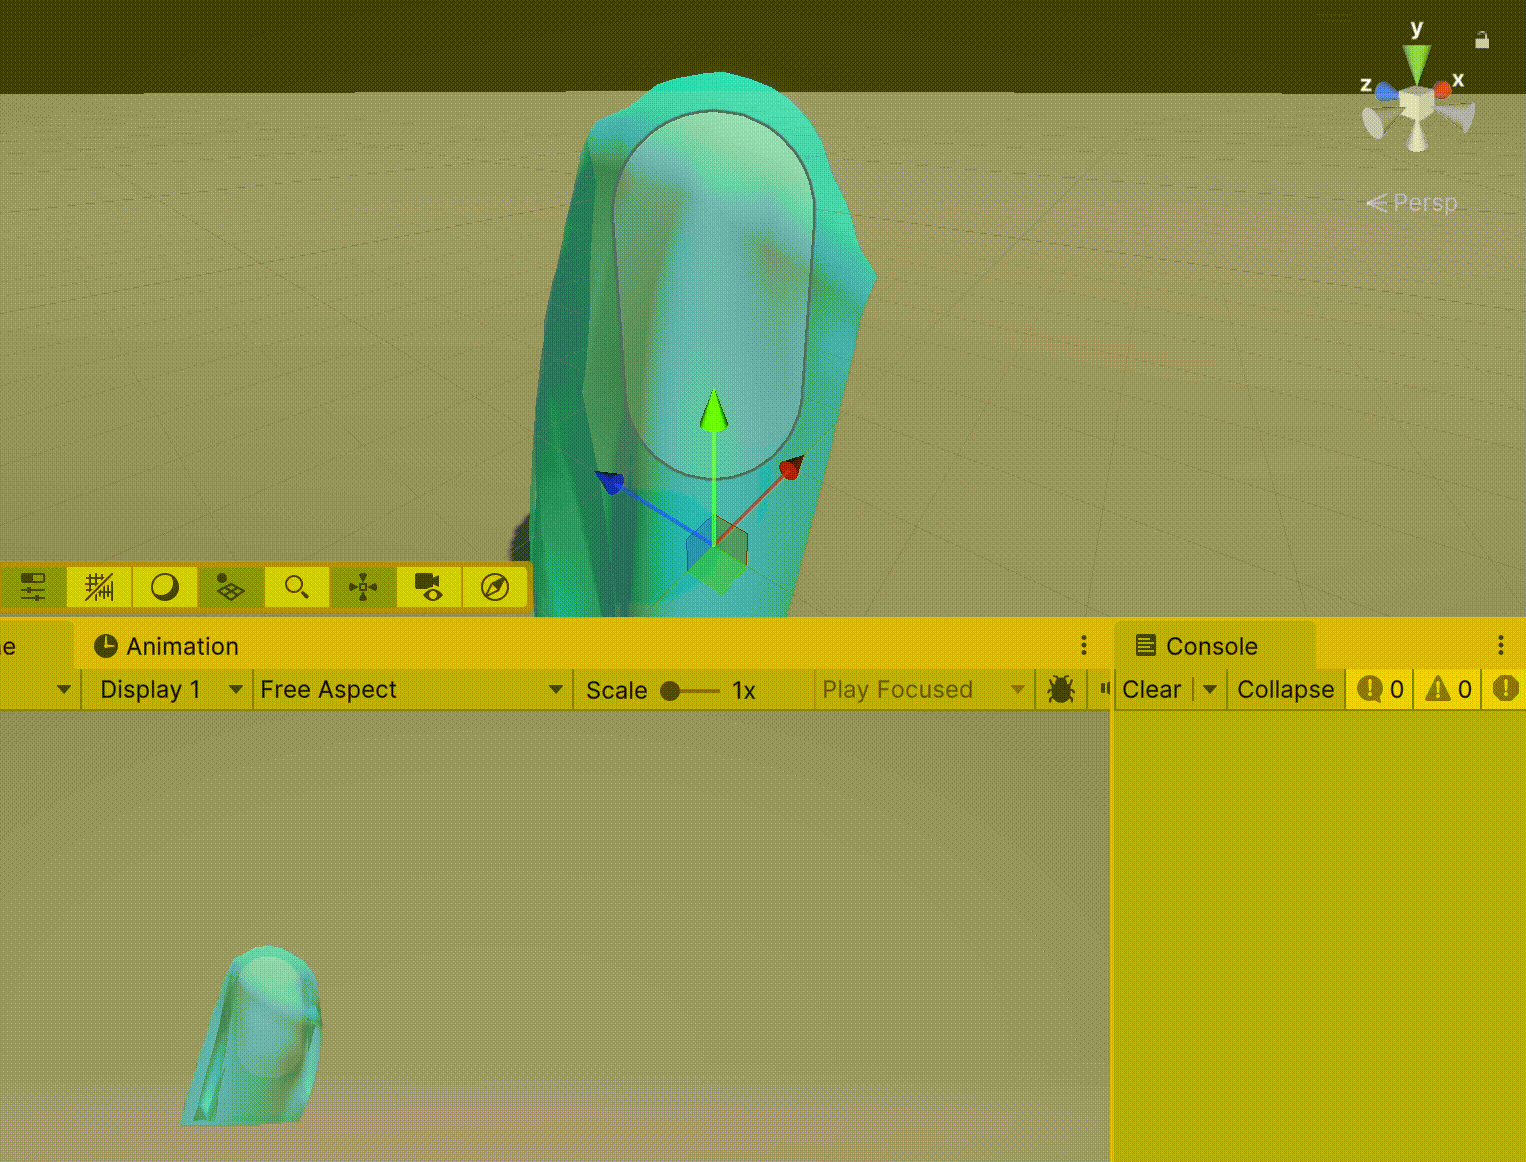 y
z x
Persp
e Animation Console
Display 1 Free Aspect Scale 1x Play Focused Clear Collapse 0 0